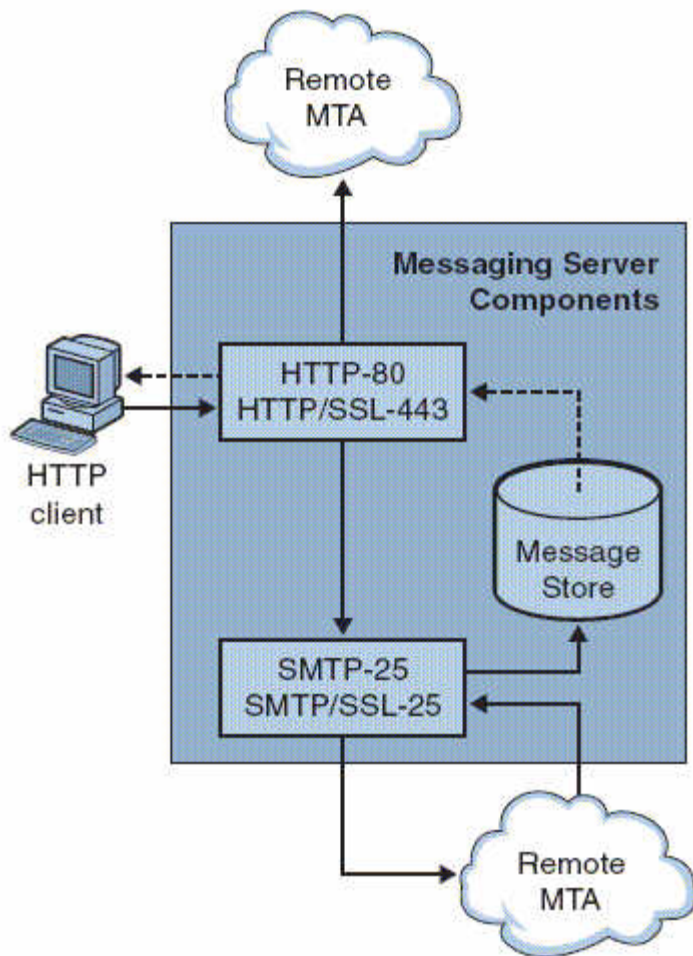 Remote
MTA
Messaging Server
Components
HTTP-80
HTTP/SSL-443
HTTP
client
Message
Store
SMTP-25
SMTP/SSL-25
Remote
MTA